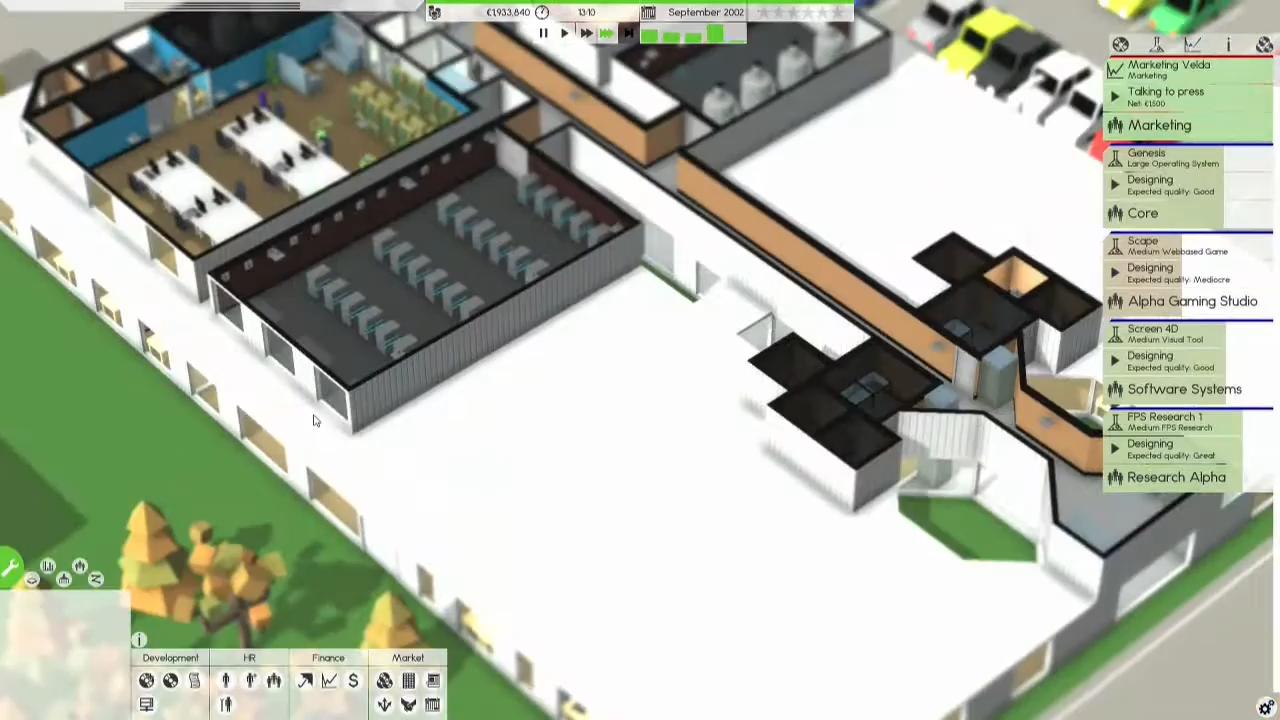 €1,933,840
13:10
September 2002
Marketing Velda
Marketing
Talking to press
Net: €1500
Marketing
Genesis
Large Operating System
Designing
Expected quality: Good
Core
Scape
Medium Webbased Game
Designing
Expected quality: Mediocre
Alpha Gaming Studio
Screen 4D
Medium Visual Tool
Designing
Expected quality: Good
Software Systems
FPS Research 1
Medium FPS Research
Designing
Expected quality: Great
Research Alpha
Development
HR
Finance
Market